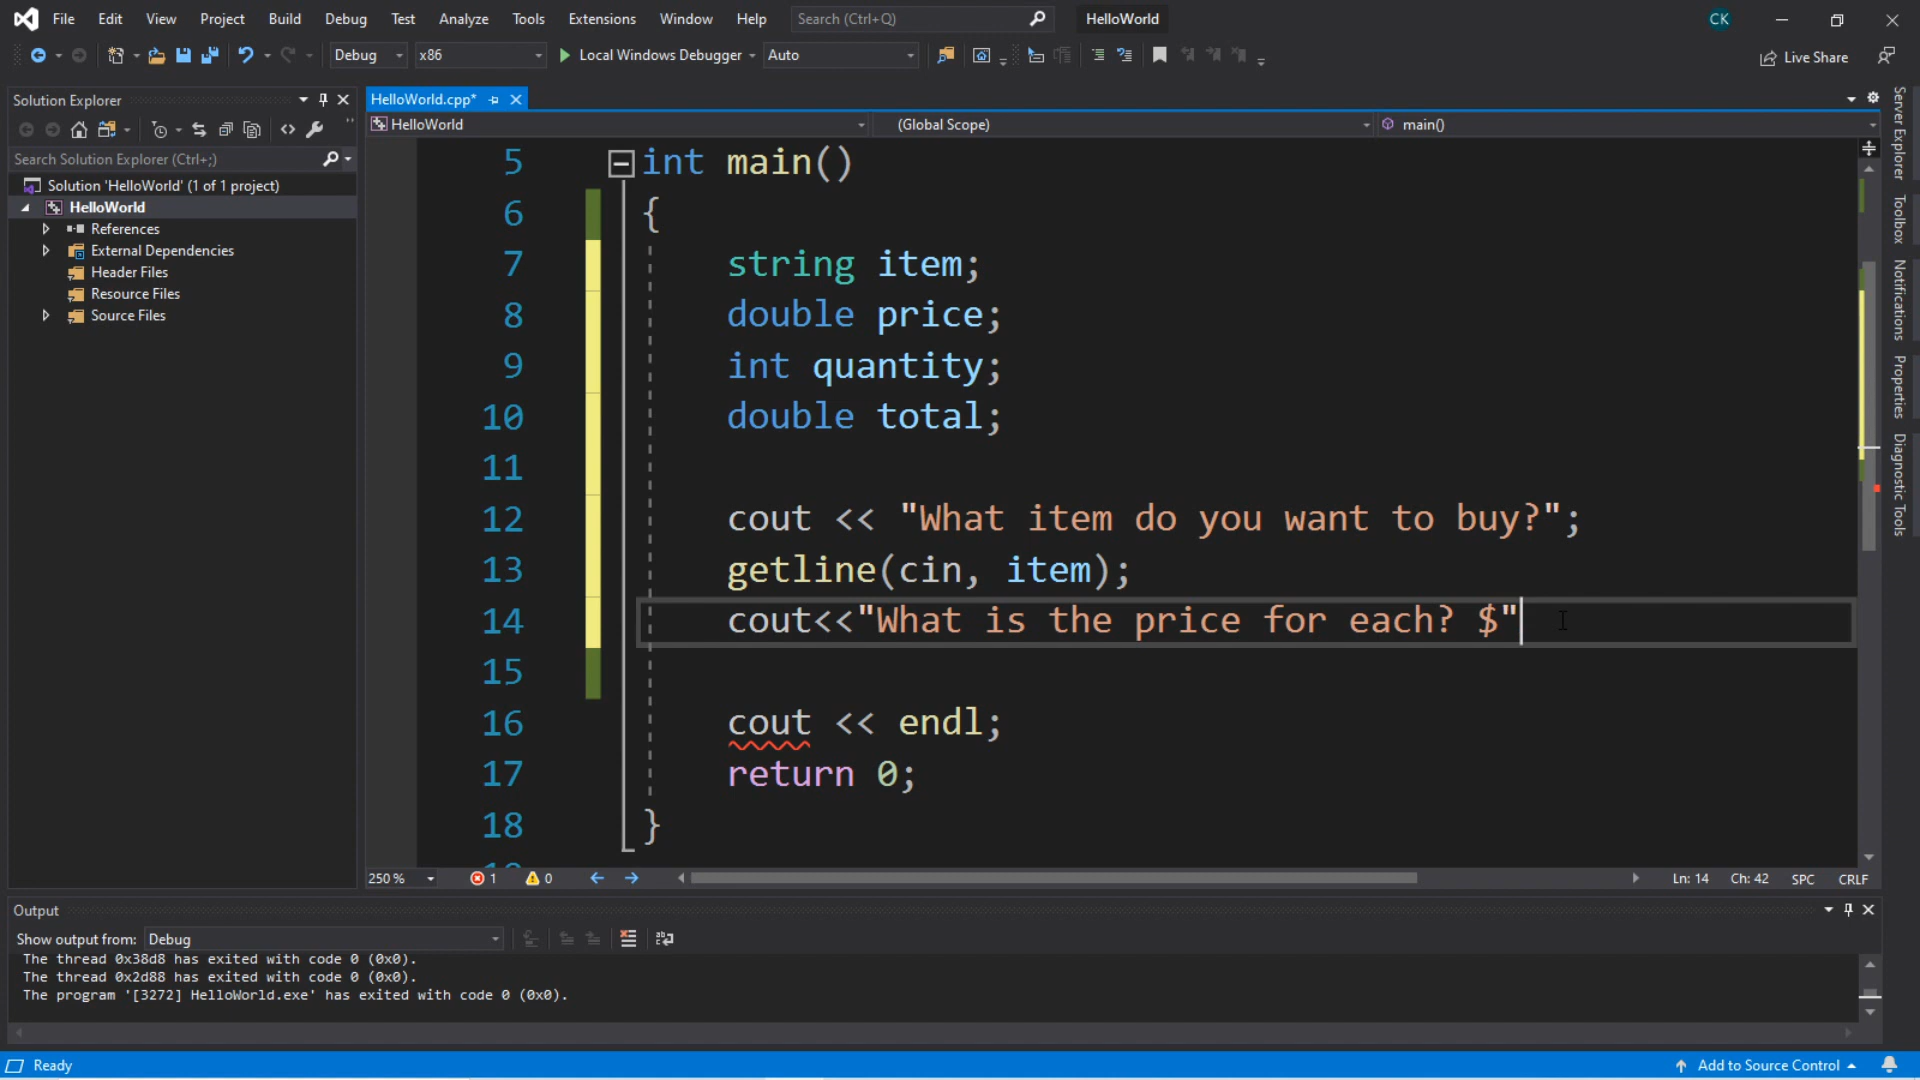 File Edit View Project Build Debug Test Analyze Tools Extensions Window Help Search (Ctrl+Q) HelloWorld CK
Debug x86 Local Windows Debugger Auto Live Share
Solution Explorer
Search Solution Explorer (Ctrl+;)
Solution 'HelloWorld' (1 of 1 project)
HelloWorld
References
External Dependencies
Header Files
Resource Files
Source Files
HelloWorld.cpp*
HelloWorld (Global Scope) main()
5 int main()
6 {
7 string item;
8 double price;
9 int quantity;
10 double total;
11
12 cout << "What item do you want to buy?";
13 getline(cin, item);
14 cout<<"What is the price for each? $"
15
16 cout << endl;
17 return 0;
18 }
250 % 1 0 Ln: 14 Ch: 42 SPC CRLF
Server Explorer
Toolbox
Notifications
Properties
Diagnostic Tools
Output
Show output from: Debug
The thread 0x38d8 has exited with code 0 (0x0).
The thread 0x2d88 has exited with code 0 (0x0).
The program '[3272] HelloWorld.exe' has exited with code 0 (0x0).
Ready Add to Source Control